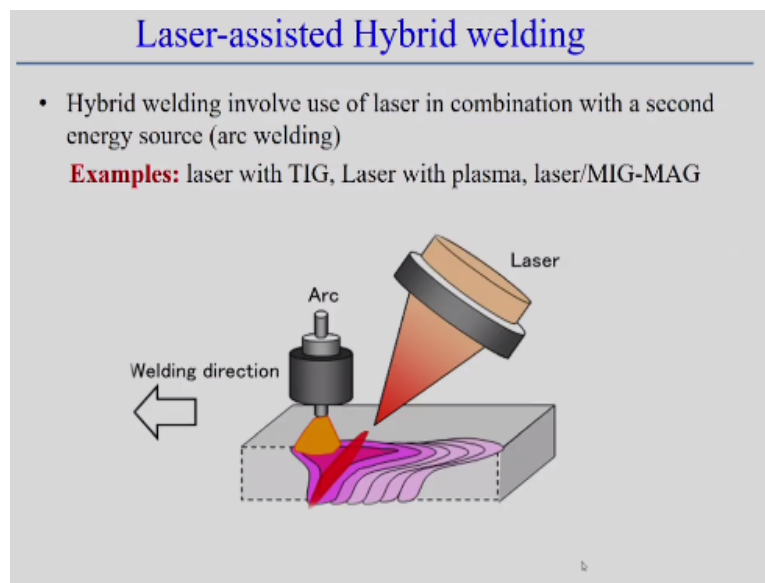 Laser-assisted Hybrid welding
• Hybrid welding involve use of laser in combination with a second
energy source (arc welding)
Examples: laser with TIG, Laser with plasma, laser/MIG-MAG
Laser
Arc
Welding direction